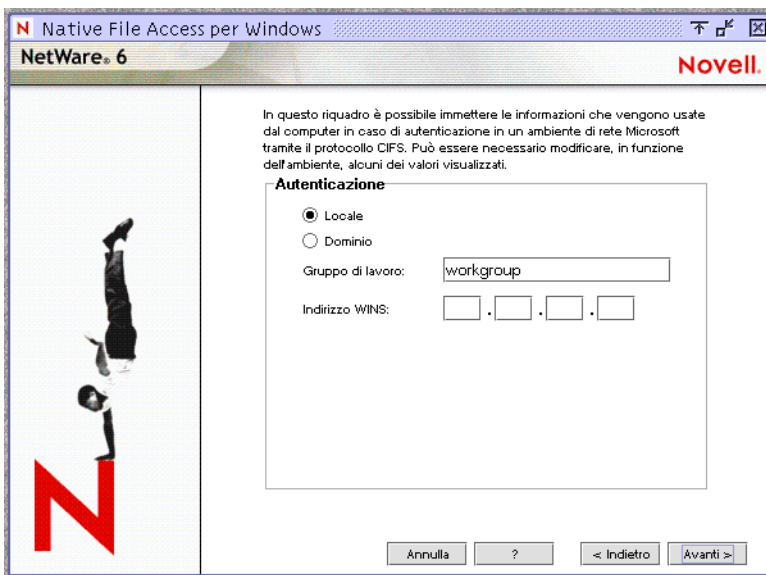 N Native File Access per Windows
NetWare® 6
Novell.
In questo riquadro è possibile immettere le informazioni che vengono usate
dal computer in caso di autenticazione in un ambiente di rete Microsoft
tramite il protocollo CIFS. Può essere necessario modificare, in funzione
dell'ambiente, alcuni dei valori visualizzati.
Autenticazione
Locale
Dominio
Gruppo di lavoro: workgroup
Indirizzo WINS: . . .
N
Annulla ? < Indietro Avanti >